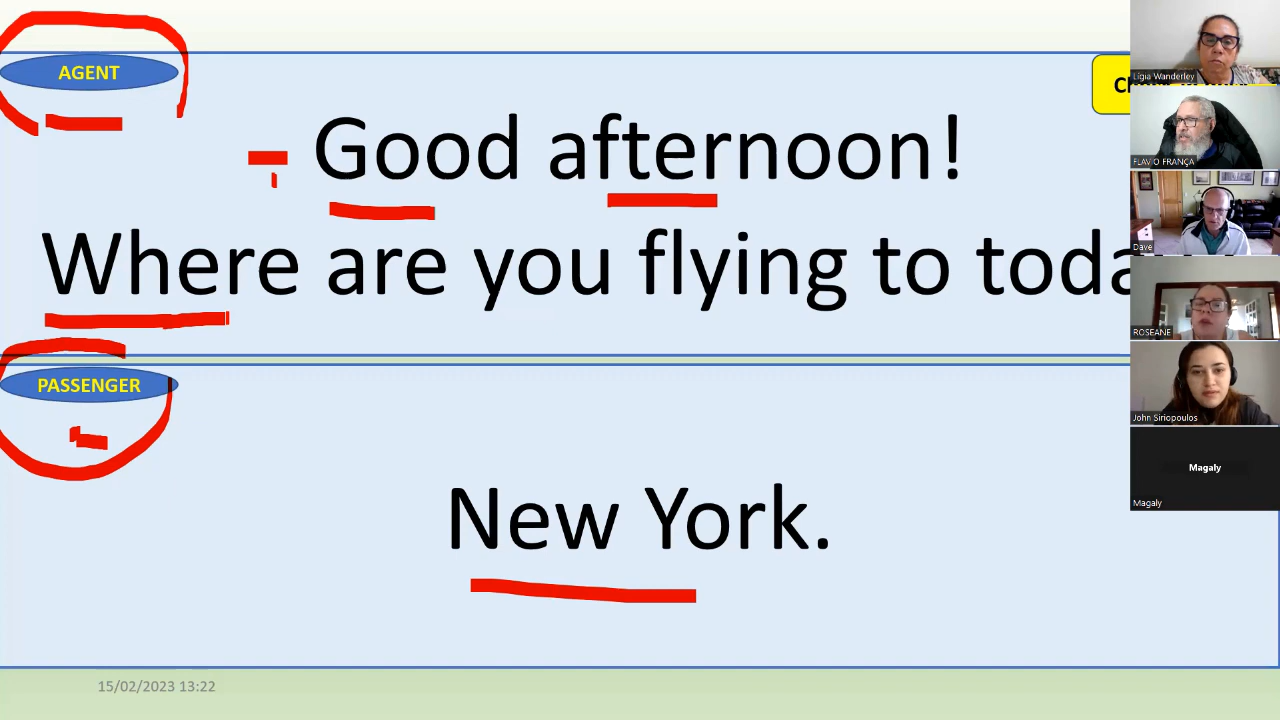 AGENT
- Good afternoon!
Where are you flying to toda
PASSENGER
New York.
15/02/2023 13:22
Lígia Wanderley
FLAVIO FRANÇA
Dave
ROSEANE
John Siriopoulos
Magaly
Magaly